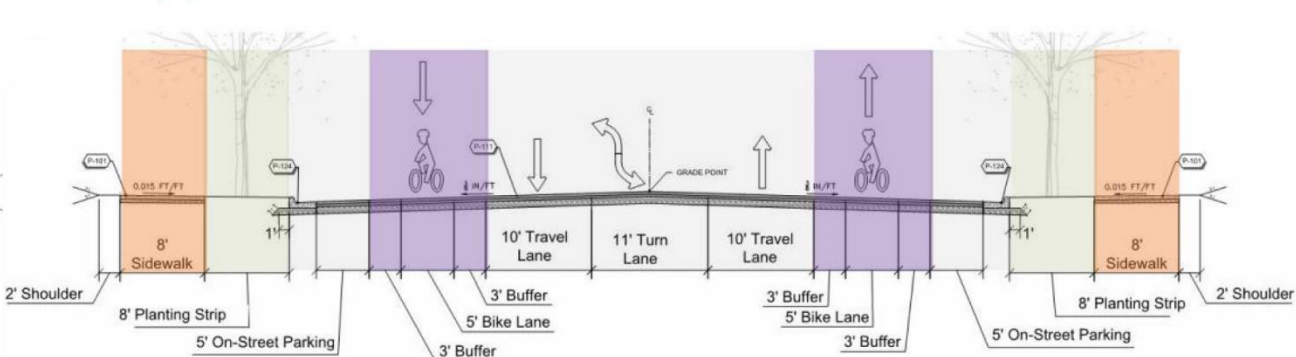 P-101
0.015 FT/FT
P-124
P-111
IN/FT
℄
GRADE POINT
IN/FT
P-124
0.015 FT/FT
P-101
1'
1'
8'
Sidewalk
10' Travel
Lane
11' Turn
Lane
10' Travel
Lane
8'
Sidewalk
2' Shoulder
8' Planting Strip
5' On-Street Parking
3' Buffer
5' Bike Lane
3' Buffer
3' Buffer
5' Bike Lane
3' Buffer
5' On-Street Parking
8' Planting Strip
2' Shoulder